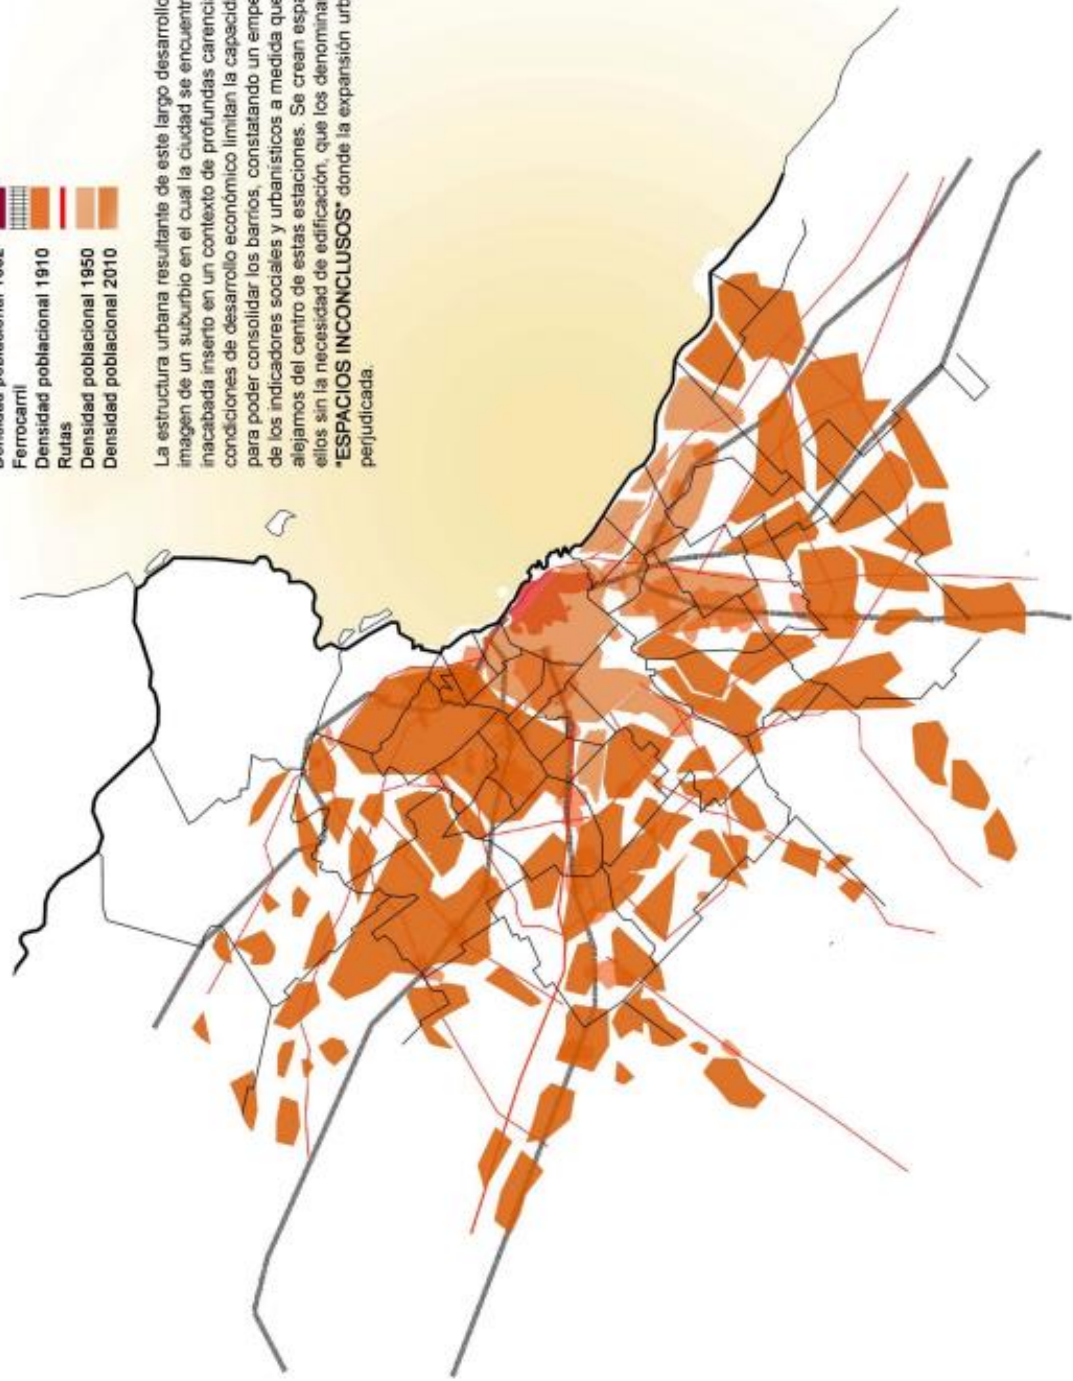 Ferrocarril
Densidad poblacional 1910
Rutas
Densidad poblacional 1950
Densidad poblacional 2010
La estructura urbana resultante de este largo desarrollo
imagen de un suburbio en el cual la ciudad se encuentr
inacabada inserto en un contexto de profundas carenci
condiciones de desarrollo económico limitan la capacid
para poder consolidar los barrios, constatando un empe
de los indicadores sociales y urbanísticos a medida que
alejamos del centro de estas estaciones. Se crean espa
ellos sin la necesidad de edificación, que los denomina
"ESPACIOS INCONCLUSOS" donde la expansión urb
perjudicada.